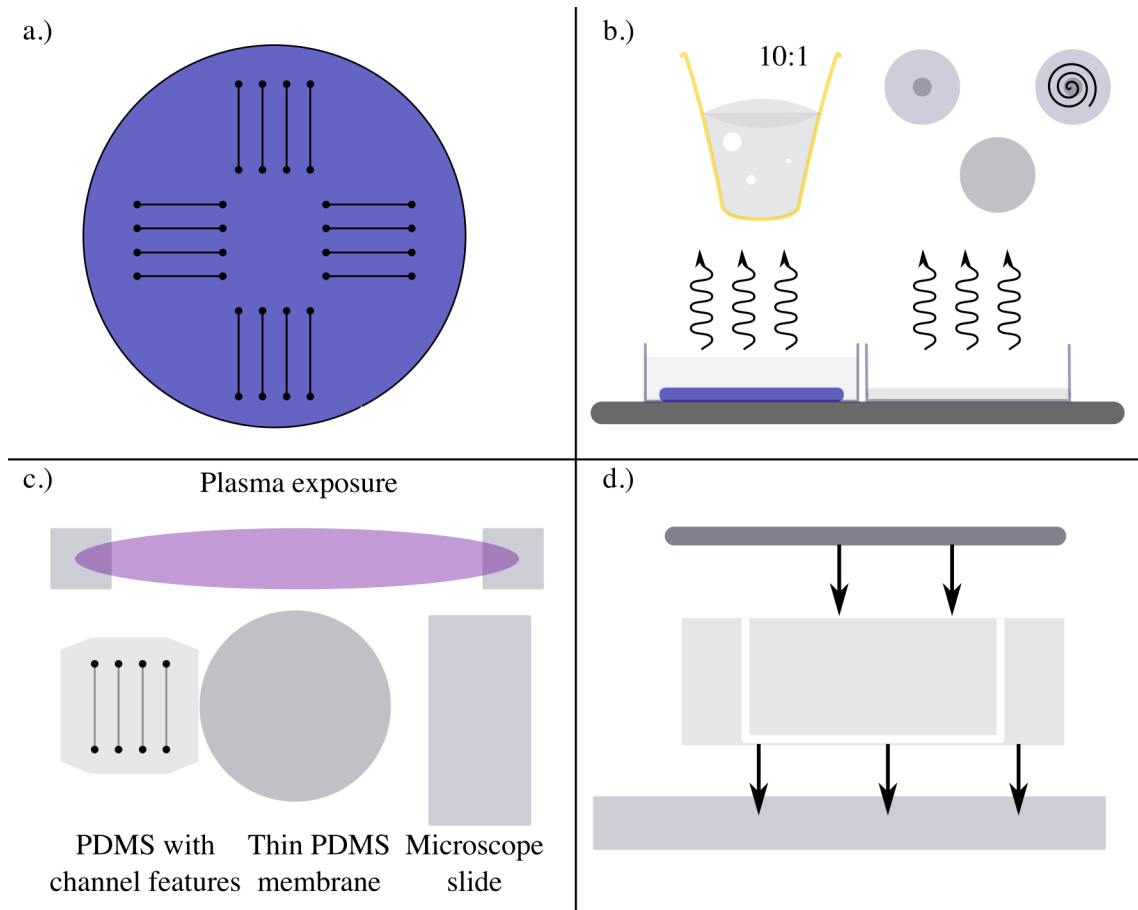 a.)
b.)
10:1
c.)
Plasma exposure
PDMS with
channel features
Thin PDMS
membrane
Microscope
slide
d.)